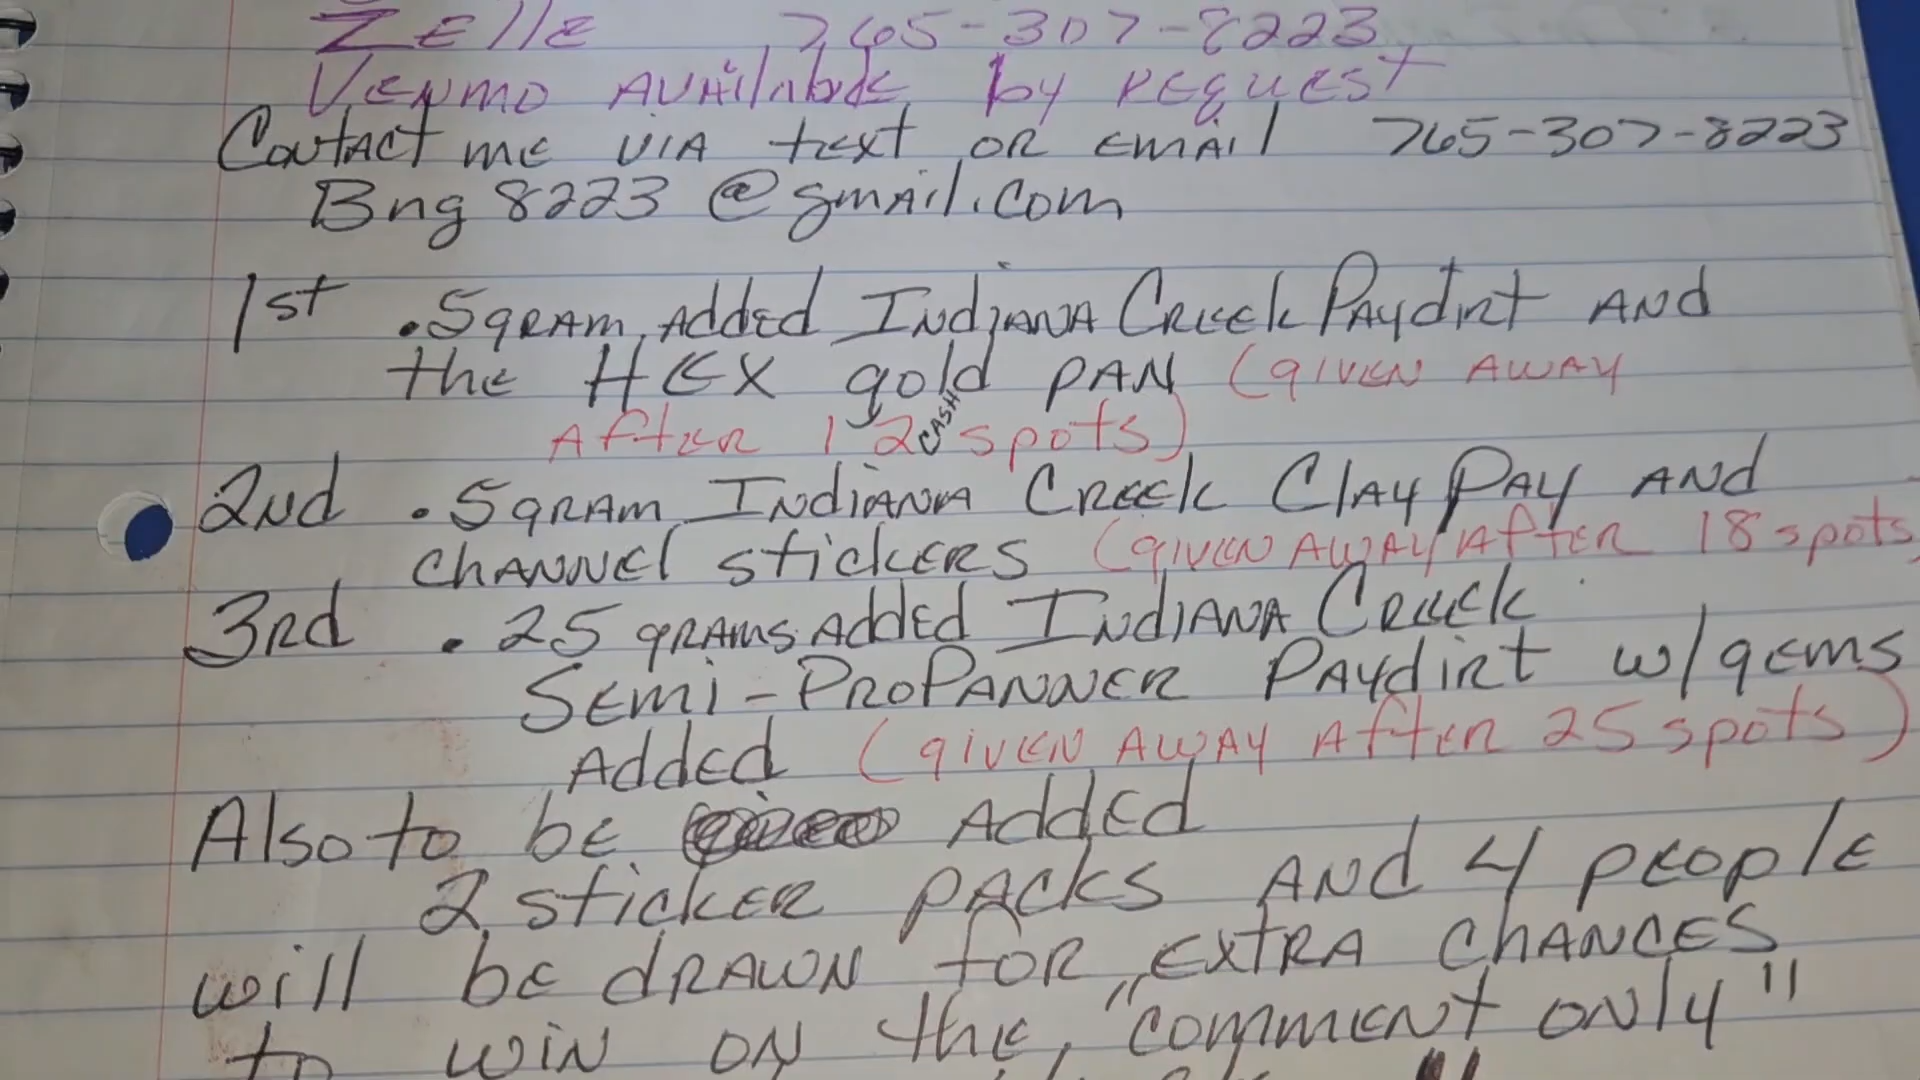 Zelle 765-307-8223
Venmo Available by request
Contact me via text or email 765-307-8223
Bng8223@gmail.com
1st .5gram Added Indiana Creek Paydirt and
the HEX gold pan (given away
After 12 cash spots)
2nd .5gram Indiana Creek Clay Pay and
channel stickers (given away After 18 spots
3rd .25 grams Added Indiana Creek
Semi-ProPanner Paydirt w/gems
Added (given away After 25 spots)
Also to be Added
2 sticker packs and 4 people
will be drawn for extra chances
to win on the "comment only"